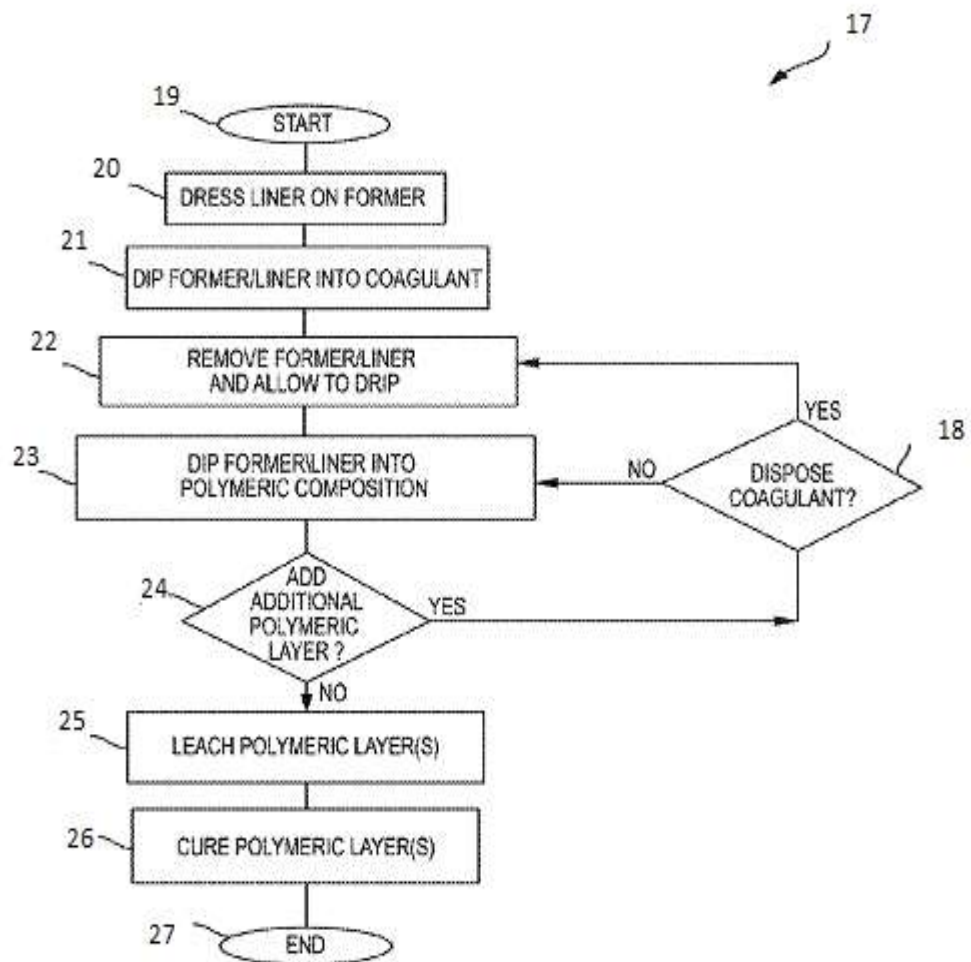 17
19
START
20
DRESS LINER ON FORMER
21
DIP FORMER/LINER INTO COAGULANT
22
REMOVE FORMER/LINER
AND ALLOW TO DRIP
YES
18
23
DIP FORMER/LINER INTO
POLYMERIC COMPOSITION
NO
DISPOSE
COAGULANT?
24
ADD
ADDITIONAL
POLYMERIC
LAYER ?
YES
NO
25
LEACH POLYMERIC LAYER(S)
26
CURE POLYMERIC LAYER(S)
27
END